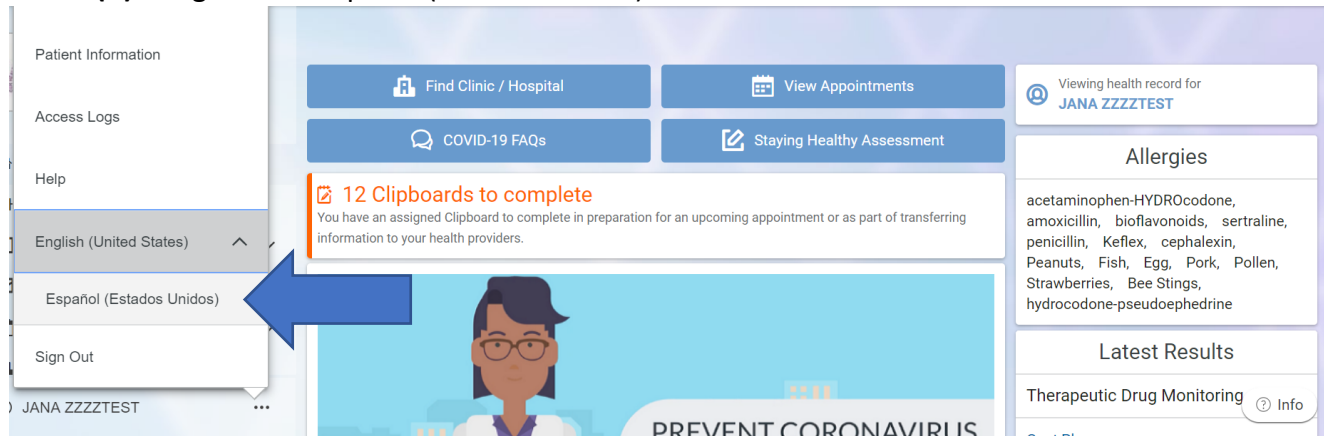 Patient Information
Access Logs
Help
English (United States)
Español (Estados Unidos)
Sign Out
JANA ZZZZTEST
Find Clinic / Hospital
View Appointments
COVID-19 FAQs
Staying Healthy Assessment
12 Clipboards to complete
You have an assigned Clipboard to complete in preparation for an upcoming appointment or as part of transferring
information to your health providers.
PREVENT CORONAVIRUS
Viewing health record for
JANA ZZZZTEST
Allergies
acetaminophen-HYDROcodone,
amoxicillin, bioflavonoids, sertraline,
penicillin, Keflex, cephalexin,
Peanuts, Fish, Egg, Pork, Pollen,
Strawberries, Bee Stings,
hydrocodone-pseudoephedrine
Latest Results
Therapeutic Drug Monitoring
Info